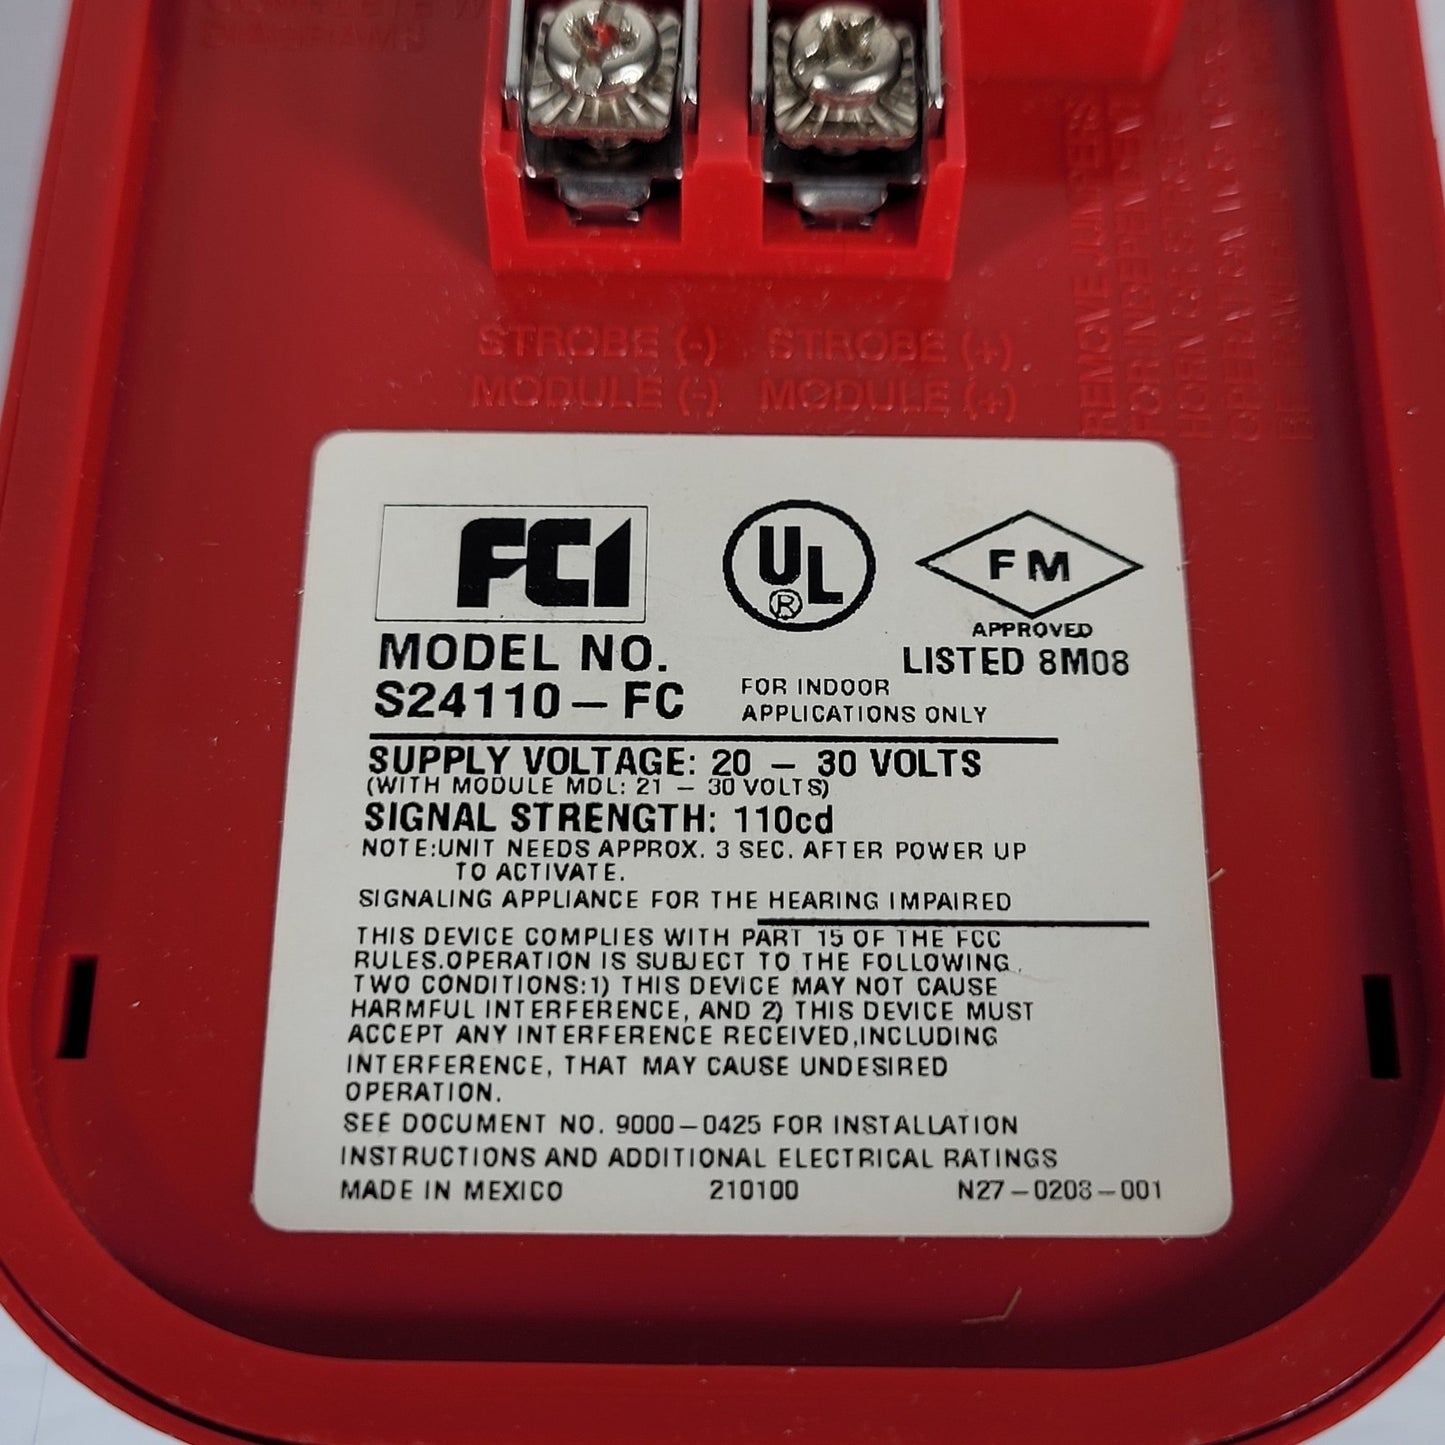 STROBE (-) STROBE (+)
MODULE (-) MODULE (+)
REMOVE JUMPERS
FOR INDEPENDENT
FCI
UL
®
FM
APPROVED
MODEL NO.
LISTED 8M08
S24110-FC
FOR INDOOR
APPLICATIONS ONLY
SUPPLY VOLTAGE: 20 - 30 VOLTS
(WITH MODULE MDL: 21 - 30 VOLTS)
SIGNAL STRENGTH: 110cd
NOTE:UNIT NEEDS APPROX. 3 SEC. AFTER POWER UP
TO ACTIVATE.
SIGNALING APPLIANCE FOR THE HEARING IMPAIRED
THIS DEVICE COMPLIES WITH PART 15 OF THE FCC
RULES.OPERATION IS SUBJECT TO THE FOLLOWING
TWO CONDITIONS:1) THIS DEVICE MAY NOT CAUSE
HARMFUL INTERFERENCE, AND 2) THIS DEVICE MUST
ACCEPT ANY INTERFERENCE RECEIVED,INCLUDING
INTERFERENCE, THAT MAY CAUSE UNDESIRED
OPERATION.
SEE DOCUMENT NO. 9000-0425 FOR INSTALLATION
INSTRUCTIONS AND ADDITIONAL ELECTRICAL RATINGS
MADE IN MEXICO 210100 N27-0208-001